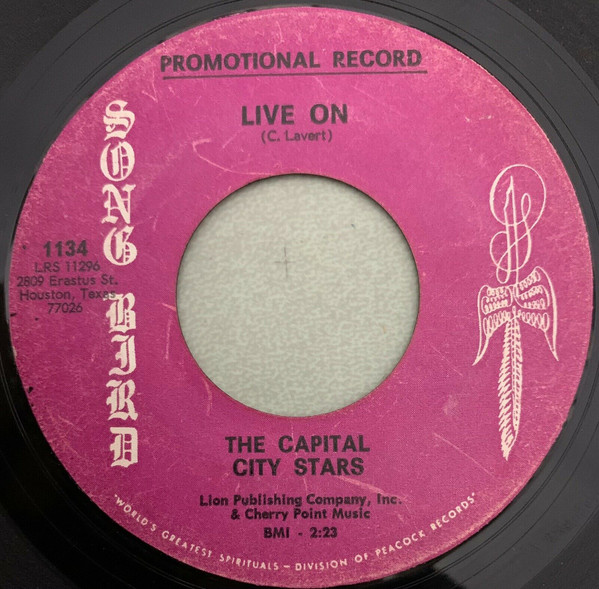 PROMOTIONAL RECORD
LIVE ON
(C. Lavert)
SONG BIRD
1134
LRS 11296
2809 Erastus St.
Houston, Texas
77026
THE CAPITAL
CITY STARS
Lion Publishing Company, Inc.
& Cherry Point Music
BMI - 2:23
"WORLD'S GREATEST SPIRITUALS - DIVISION OF PEACOCK RECORDS"